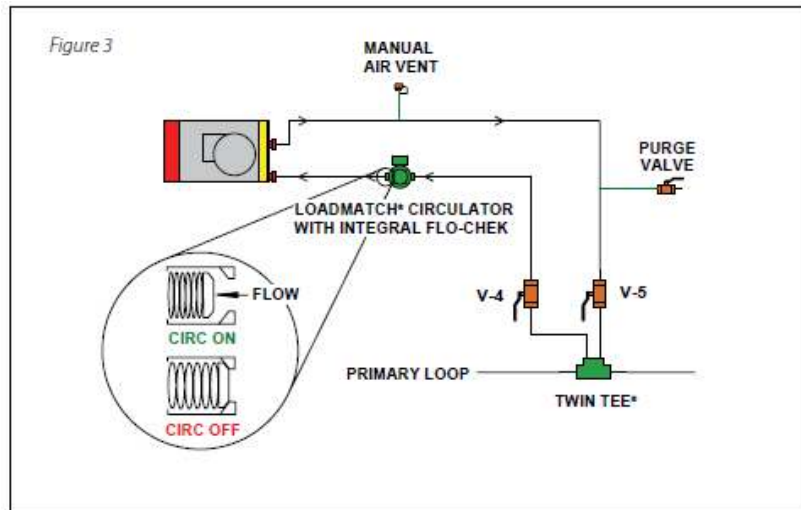 Figure 3
MANUAL
AIR VENT
PURGE
VALVE
LOADMATCH® CIRCULATOR
WITH INTEGRAL FLO-CHEK
FLOW
CIRC ON
CIRC OFF
V-4
V-5
PRIMARY LOOP
TWIN TEE®